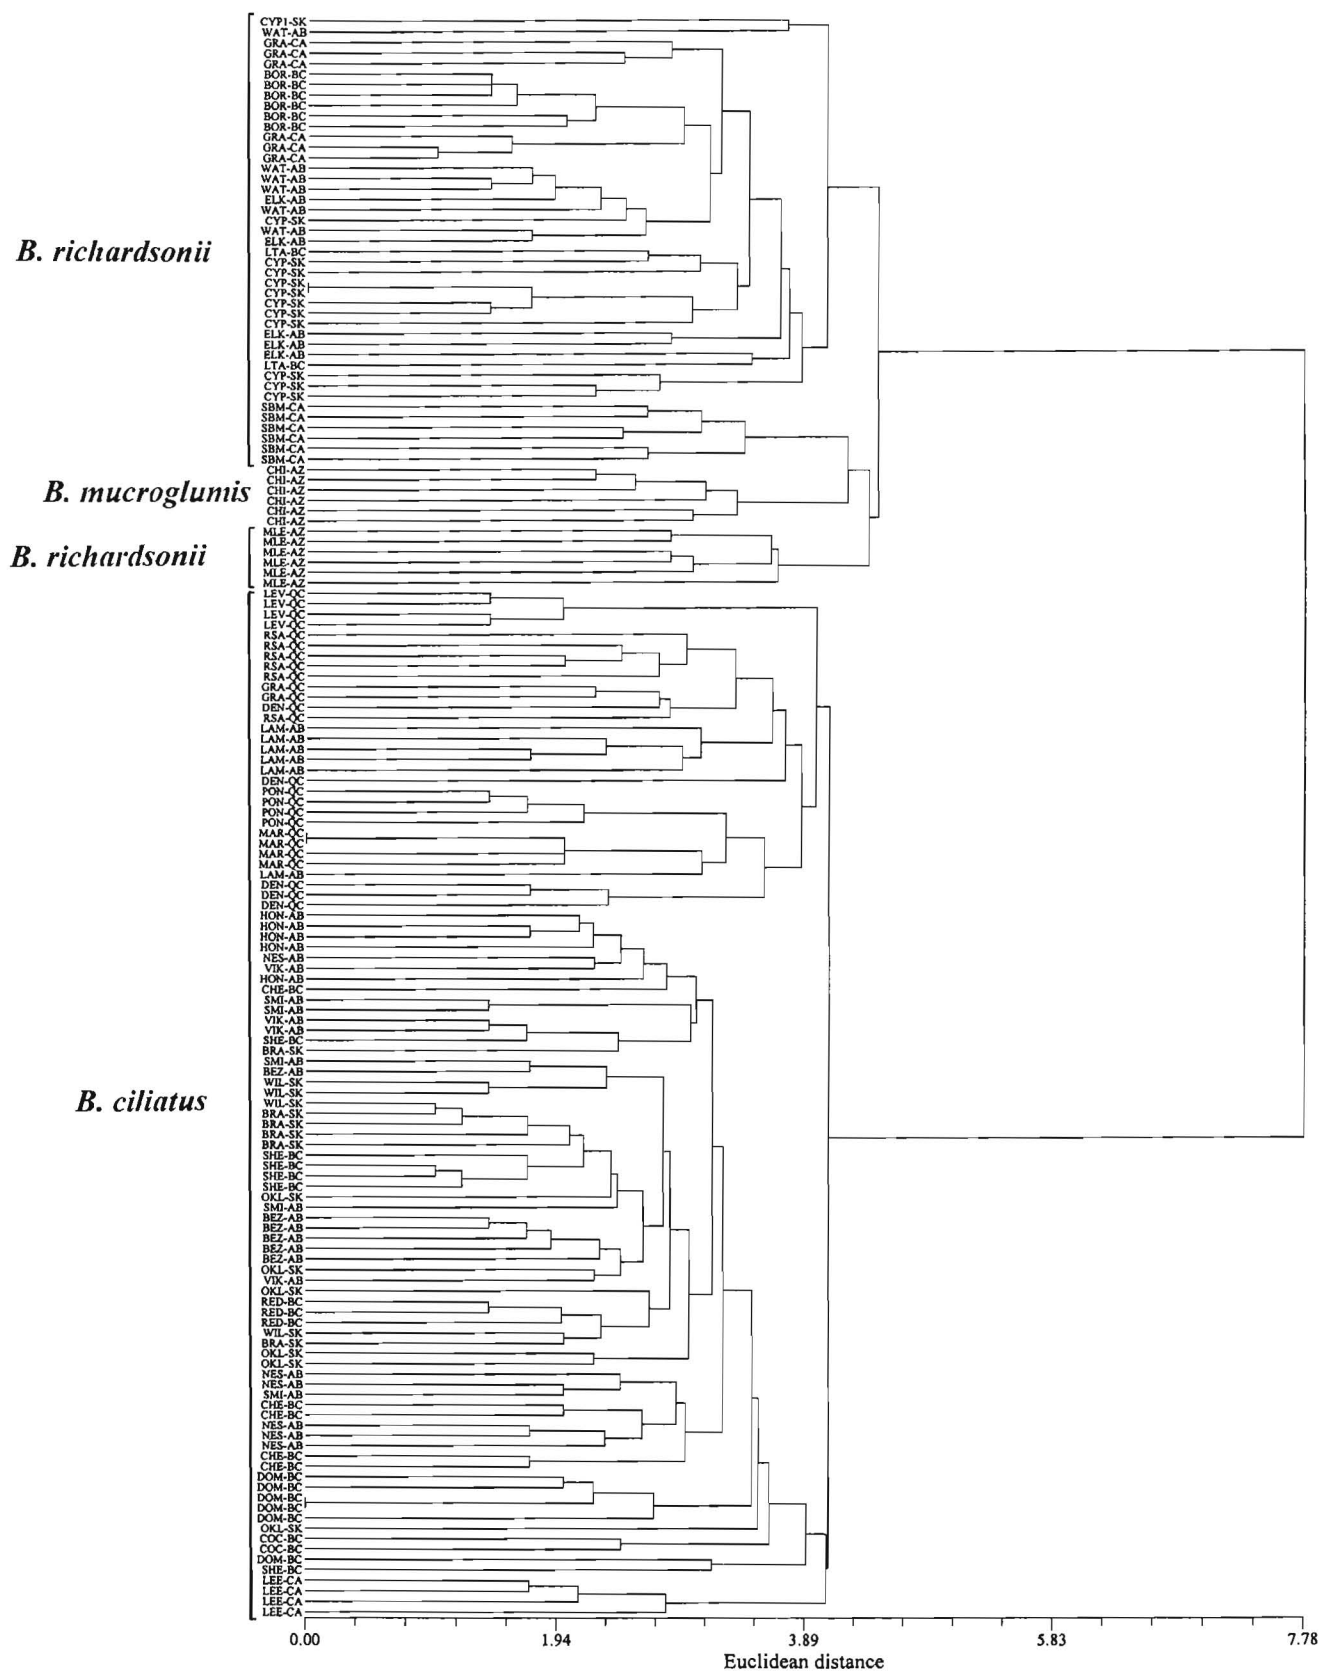 CYP1-SK
WAT-AB
GRA-CA
GRA-CA
GRA-CA
BOR-BC
BOR-BC
BOR-BC
BOR-BC
BOR-BC
BOR-BC
GRA-CA
GRA-CA
GRA-CA
WAT-AB
WAT-AB
WAT-AB
ELK-AB
WAT-AB
CYP-SK
WAT-AB
ELK-AB
B. richardsonii
LTA-BC
CYP-SK
CYP-SK
CYP-SK
CYP-SK
CYP-SK
CYP-SK
CYP-SK
ELK-AB
ELK-AB
ELK-AB
LTA-BC
CYP-SK
CYP-SK
CYP-SK
SBM-CA
SBM-CA
SBM-CA
SBM-CA
SBM-CA
SBM-CA
CHI-AZ
CHI-AZ
B. mucroglumis
CHI-AZ
CHI-AZ
CHI-AZ
CHI-AZ
MLE-AZ
MLE-AZ
B. richardsonii
MLE-AZ
MLE-AZ
MLE-AZ
MLE-AZ
LEV-QC
LEV-QC
LEV-QC
LEV-QC
RSA-QC
RSA-QC
RSA-QC
RSA-QC
RSA-QC
GRA-QC
GRA-QC
DEN-QC
RSA-QC
LAM-AB
LAM-AB
LAM-AB
LAM-AB
LAM-AB
DEN-QC
PON-QC
PON-QC
PON-QC
PON-QC
MAR-QC
MAR-QC
MAR-QC
MAR-QC
LAM-AB
DEN-QC
DEN-QC
DEN-QC
HON-AB
HON-AB
HON-AB
HON-AB
NES-AB
VIK-AB
HON-AB
CHE-BC
SMI-AB
SMI-AB
VIK-AB
VIK-AB
SHE-BC
BRA-SK
SMI-AB
BEZ-AB
WIL-SK
WIL-SK
B. ciliatus
WIL-SK
BRA-SK
BRA-SK
BRA-SK
BRA-SK
SHE-BC
SHE-BC
SHE-BC
SHE-BC
OKL-SK
SMI-AB
BEZ-AB
BEZ-AB
BEZ-AB
BEZ-AB
BEZ-AB
OKL-SK
VIK-AB
OKL-SK
RED-BC
RED-BC
RED-BC
WIL-SK
BRA-SK
OKL-SK
OKL-SK
NES-AB
NES-AB
SMI-AB
CHE-BC
CHE-BC
NES-AB
NES-AB
NES-AB
CHE-BC
CHE-BC
DOM-BC
DOM-BC
DOM-BC
DOM-BC
DOM-BC
OKL-SK
COC-BC
COC-BC
DOM-BC
SHE-BC
LEE-CA
LEE-CA
LEE-CA
LEE-CA
0.00 1.94 3.89 5.83 7.78
Euclidean distance